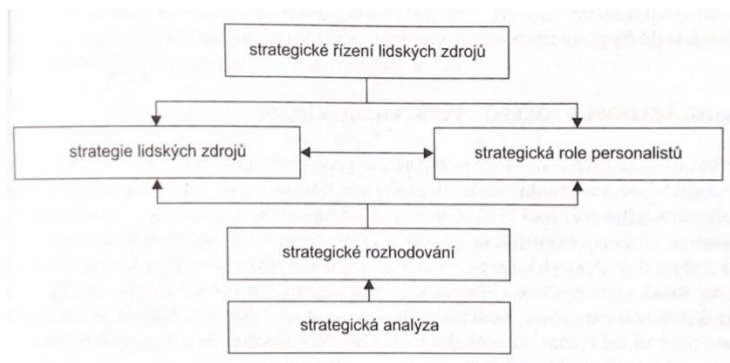 strategické řízení lidských zdrojů
strategie lidských zdrojů
strategická role personalistů
strategické rozhodování
strategická analýza